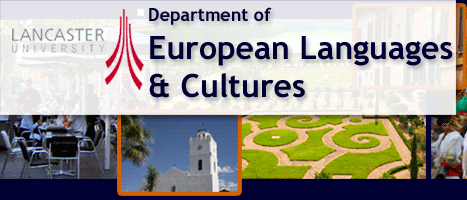 LANCASTER
UNIVERSITY
Department of
European Languages
& Cultures